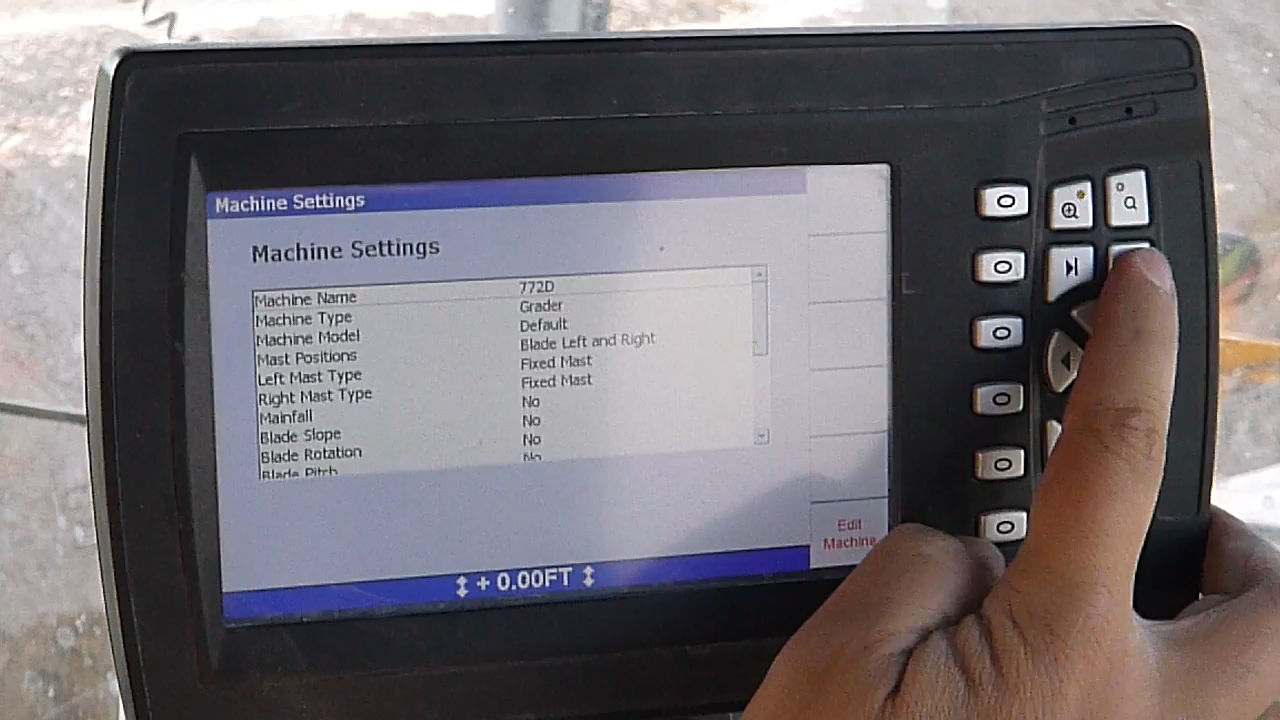 Machine Settings
Machine Settings
Machine Name 772D
Machine Type Grader
Machine Model Default
Mast Positions Blade Left and Right
Left Mast Type Fixed Mast
Right Mast Type Fixed Mast
Mainfall No
Blade Slope No
Blade Rotation No
Blade Pitch No
Edit
Machine
+ 0.00FT